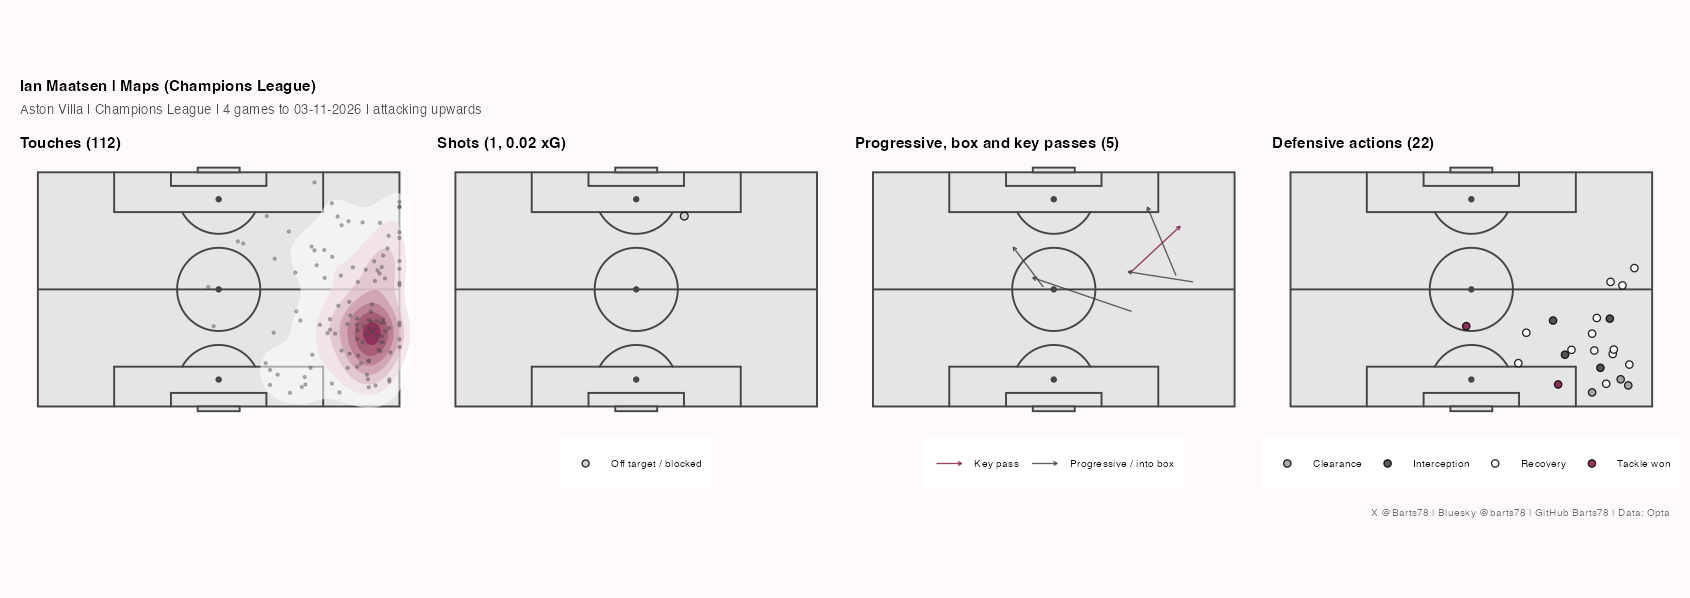 Ian Maatsen | Maps (Champions League)
Aston Villa | Champions League | 4 games to 03-11-2026 | attacking upwards
Touches (112)
Shots (1, 0.02 xG)
Progressive, box and key passes (5)
Defensive actions (22)
Off target / blocked
Key pass
Progressive / into box
Clearance
Interception
Recovery
Tackle won
X @Barts78 | Bluesky @barts78 | GitHub Barts78 | Data: Opta